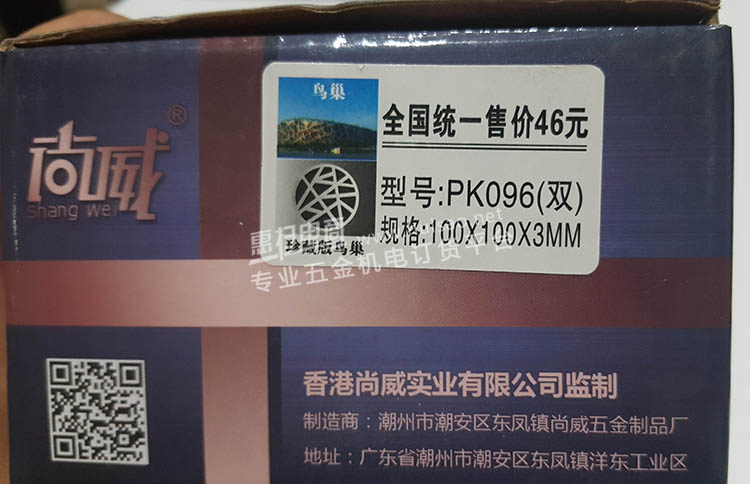 尚威®
Shang wei
鸟巢
珍藏版鸟巢
全国统一售价46元
型号:PK096(双)
规格:100X100X3MM
专业五金机电订货平台
香港尚威实业有限公司监制
制造商：潮州市潮安区东凤镇尚威五金制品厂
地址：广东省潮州市潮安区东凤镇洋东工业区